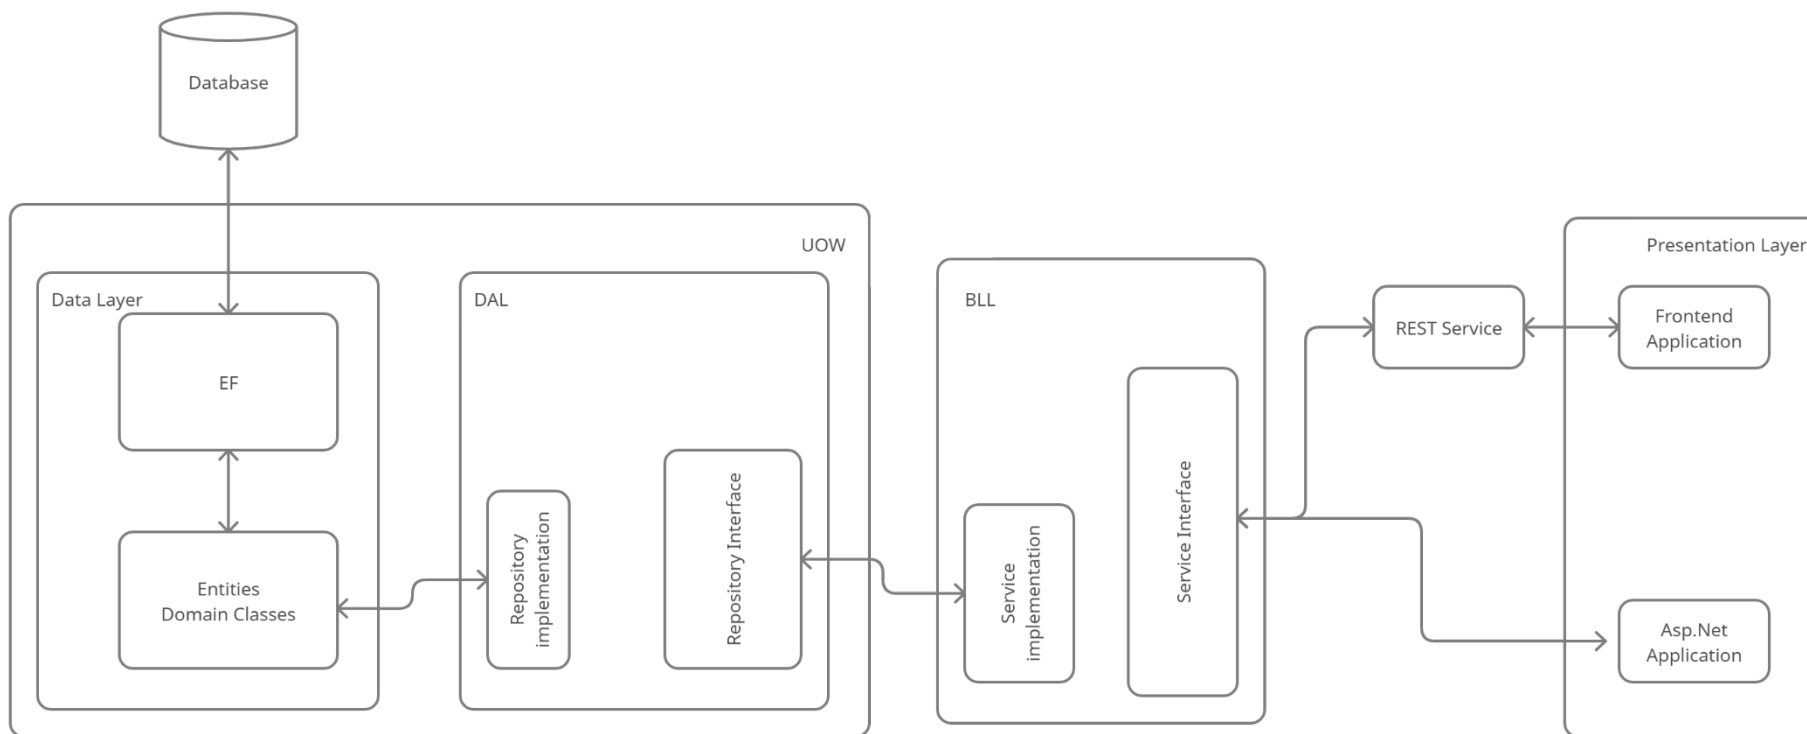 Database
UOW
Data Layer
EF
Entities
Domain Classes
DAL
Repository
implementation
Repository Interface
BLL
Service
implementation
Service Interface
REST Service
Presentation Layer
Frontend
Application
Asp.Net
Application